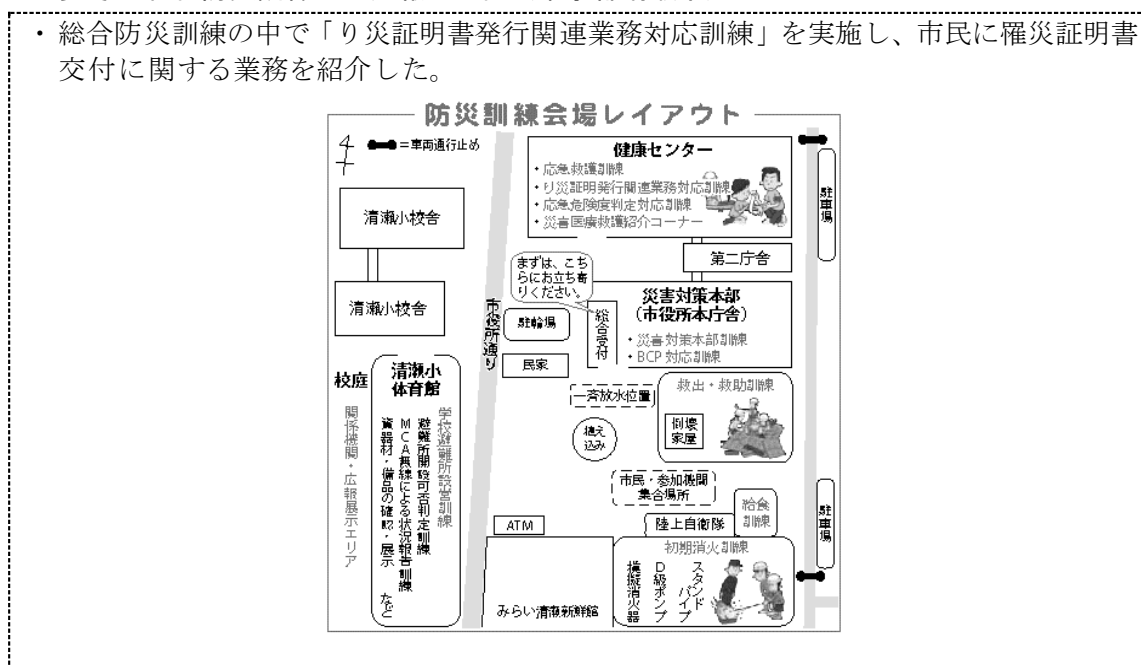 ・総合防災訓練の中で「り災証明書発行関連業務対応訓練」を実施し、市民に罹災証明書
交付に関する業務を紹介した。
防災訓練会場レイアウト
=車両通行止め
健康センター
・応急救護訓練
・り災証明発行関連業務対応訓練
・応急危険度判定対応訓練
・災害医療救護紹介コーナー
駐車場
清瀬小校舎
第二庁舎
まずは、こち
らにお立ち寄
りください。
清瀬小校舎
市役所通り
駐輪場
総合受付
災害対策本部
(市役所本庁舎)
・災害対策本部訓練
・BCP対応訓練
民家
校庭
清瀬小
体育館
一斉放水位置
救出・救助訓練
倒壊
家屋
植え
込み
関係機関・広報展示エリア
学校避難所設営訓練
避難所開設可否判定訓練
MCA無線による状況報告訓練
資器材・備品の確認・展示
など
市民・参加機関
集合場所
給食
訓練
駐車場
ATM
陸上自衛隊
初期消火訓練
スタンド
パイプ
D級ポンプ
模擬消火器
みらい清瀬新鮮館